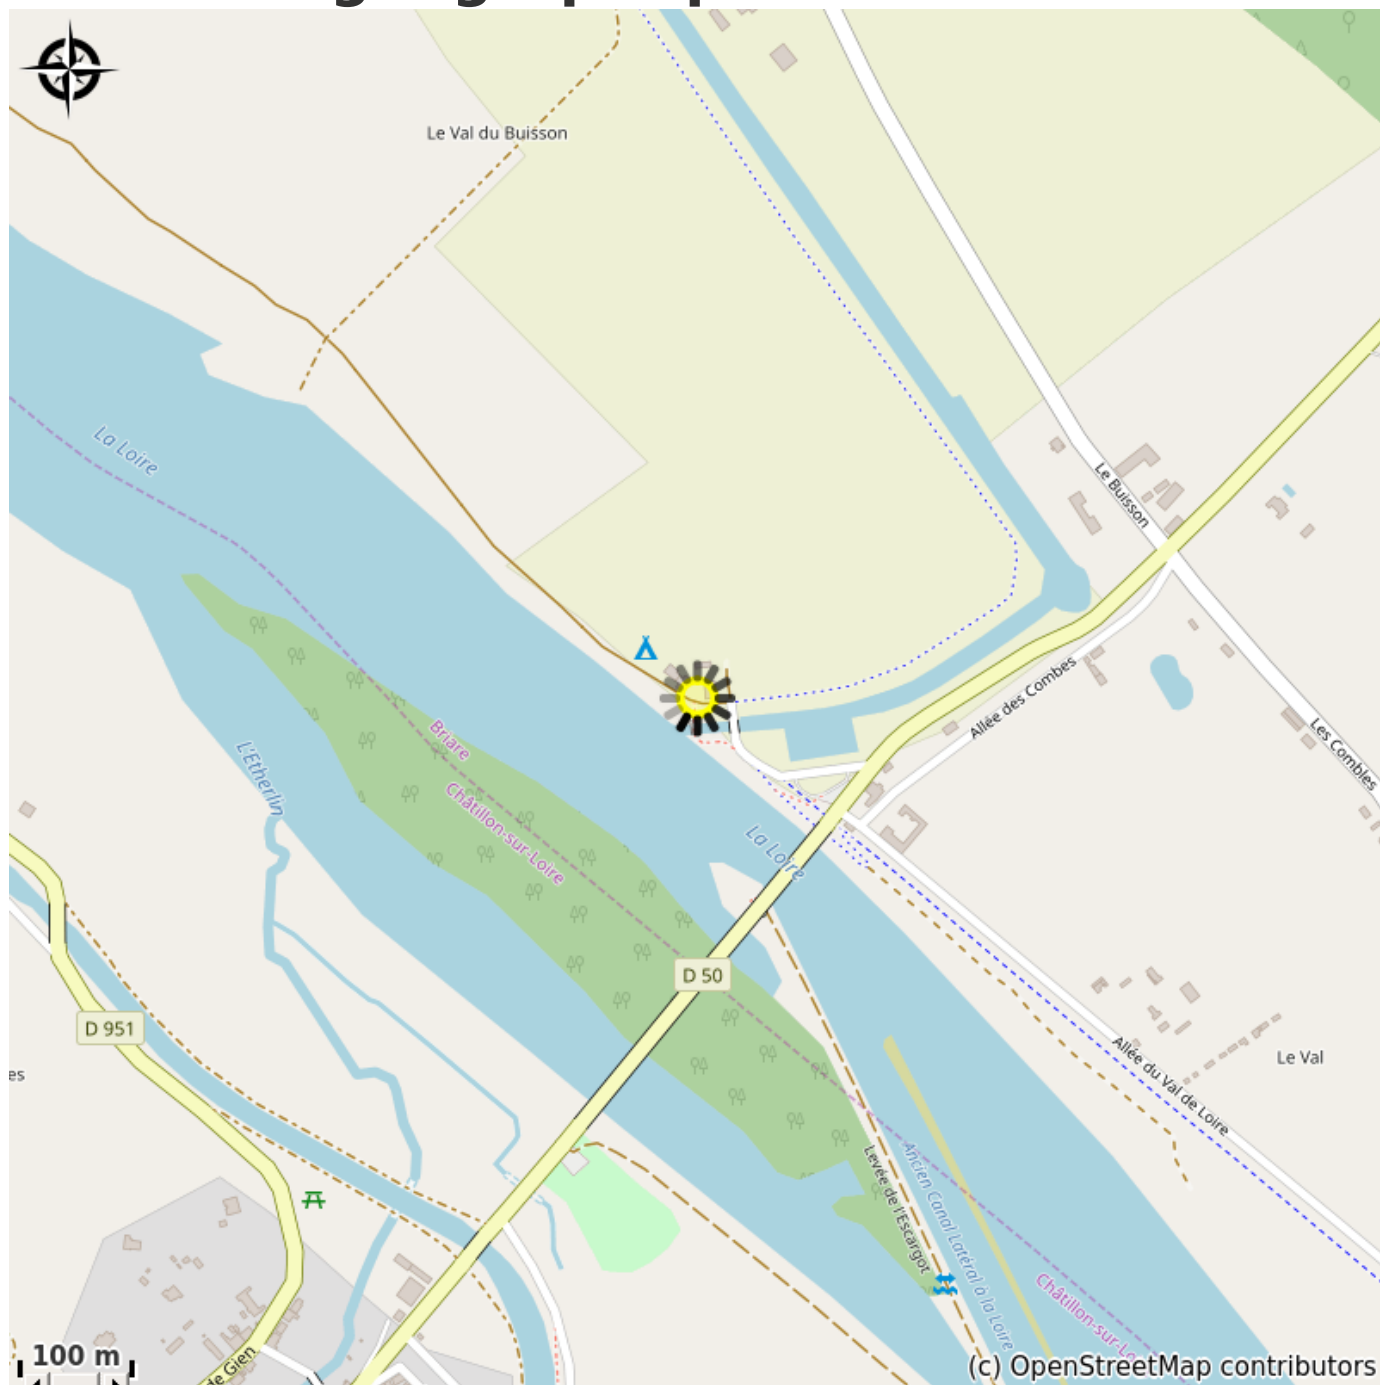 Le Val du Buisson
La Loire
Le Buisson
Allée des Combes
Briare
L'Etherlin
Les Combles
Châtillon-sur-Loire
La Loire
D 50
D 951
Le Val
es
Allée du Val de Loire
Levée de l'Escargot
Ancien Canal Latéral à la Loire
Châtillon-sur-Lo
de Gien
100 m
(c) OpenStreetMap contributors